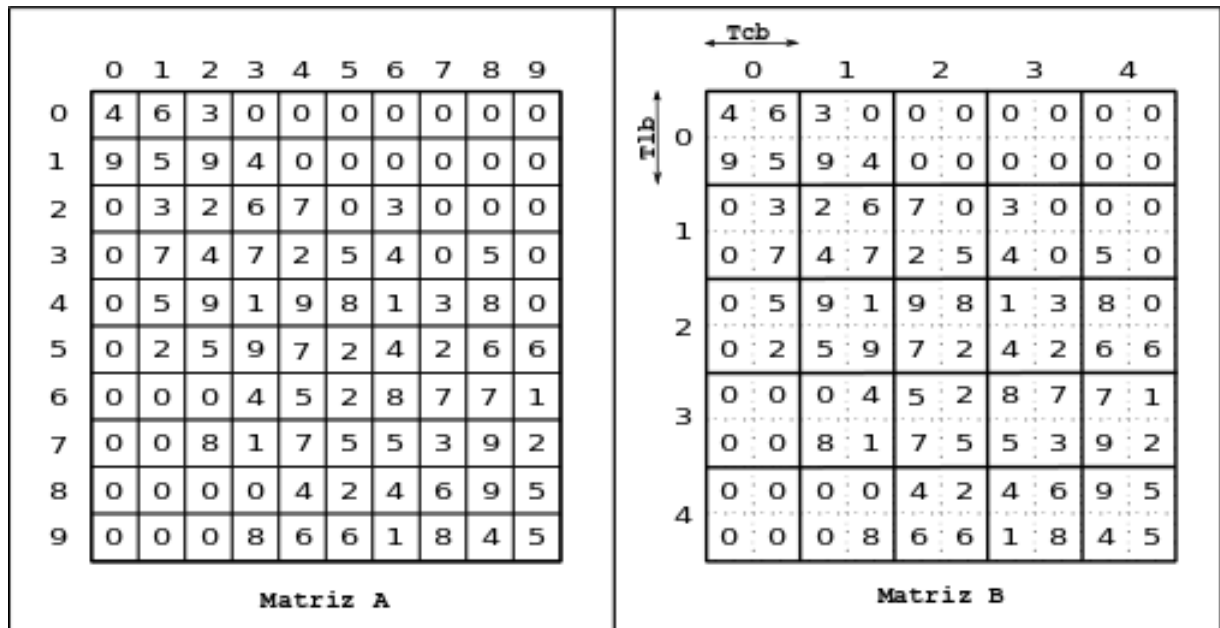 0 1 2 3 4 5 6 7 8 9
0 4 6 3 0 0 0 0 0 0 0
1 9 5 9 4 0 0 0 0 0 0
2 0 3 2 6 7 0 3 0 0 0
3 0 7 4 7 2 5 4 0 5 0
4 0 5 9 1 9 8 1 3 8 0
5 0 2 5 9 7 2 4 2 6 6
6 0 0 0 4 5 2 8 7 7 1
7 0 0 8 1 7 5 5 3 9 2
8 0 0 0 0 4 2 4 6 9 5
9 0 0 0 8 6 6 1 8 4 5
Matriz A
Tcb
0 1 2 3 4
Tlb
0
4 6 3 0 0 0 0 0 0 0
9 5 9 4 0 0 0 0 0 0
1
0 3 2 6 7 0 3 0 0 0
0 7 4 7 2 5 4 0 5 0
2
0 5 9 1 9 8 1 3 8 0
0 2 5 9 7 2 4 2 6 6
3
0 0 0 4 5 2 8 7 7 1
0 0 8 1 7 5 5 3 9 2
4
0 0 0 0 4 2 4 6 9 5
0 0 0 8 6 6 1 8 4 5
Matriz B